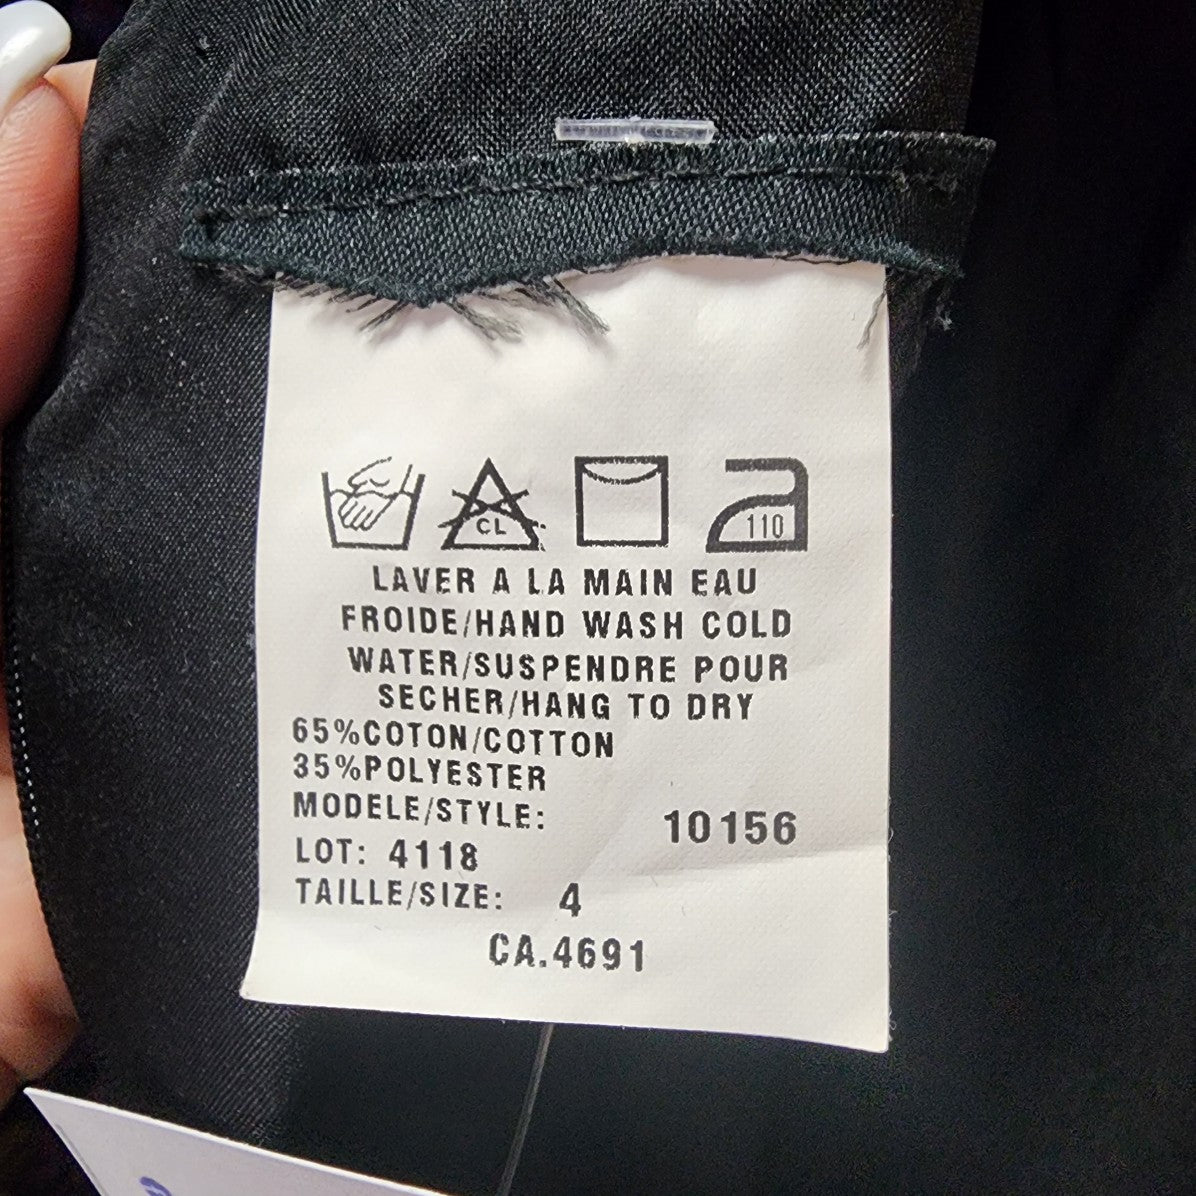 CL
110
LAVER A LA MAIN EAU
FROIDE/HAND WASH COLD
WATER/SUSPENDRE POUR
SECHER/HANG TO DRY
65%COTON/COTTON
35%POLYESTER
MODELE/STYLE: 10156
LOT: 4118
TAILLE/SIZE: 4
CA.4691